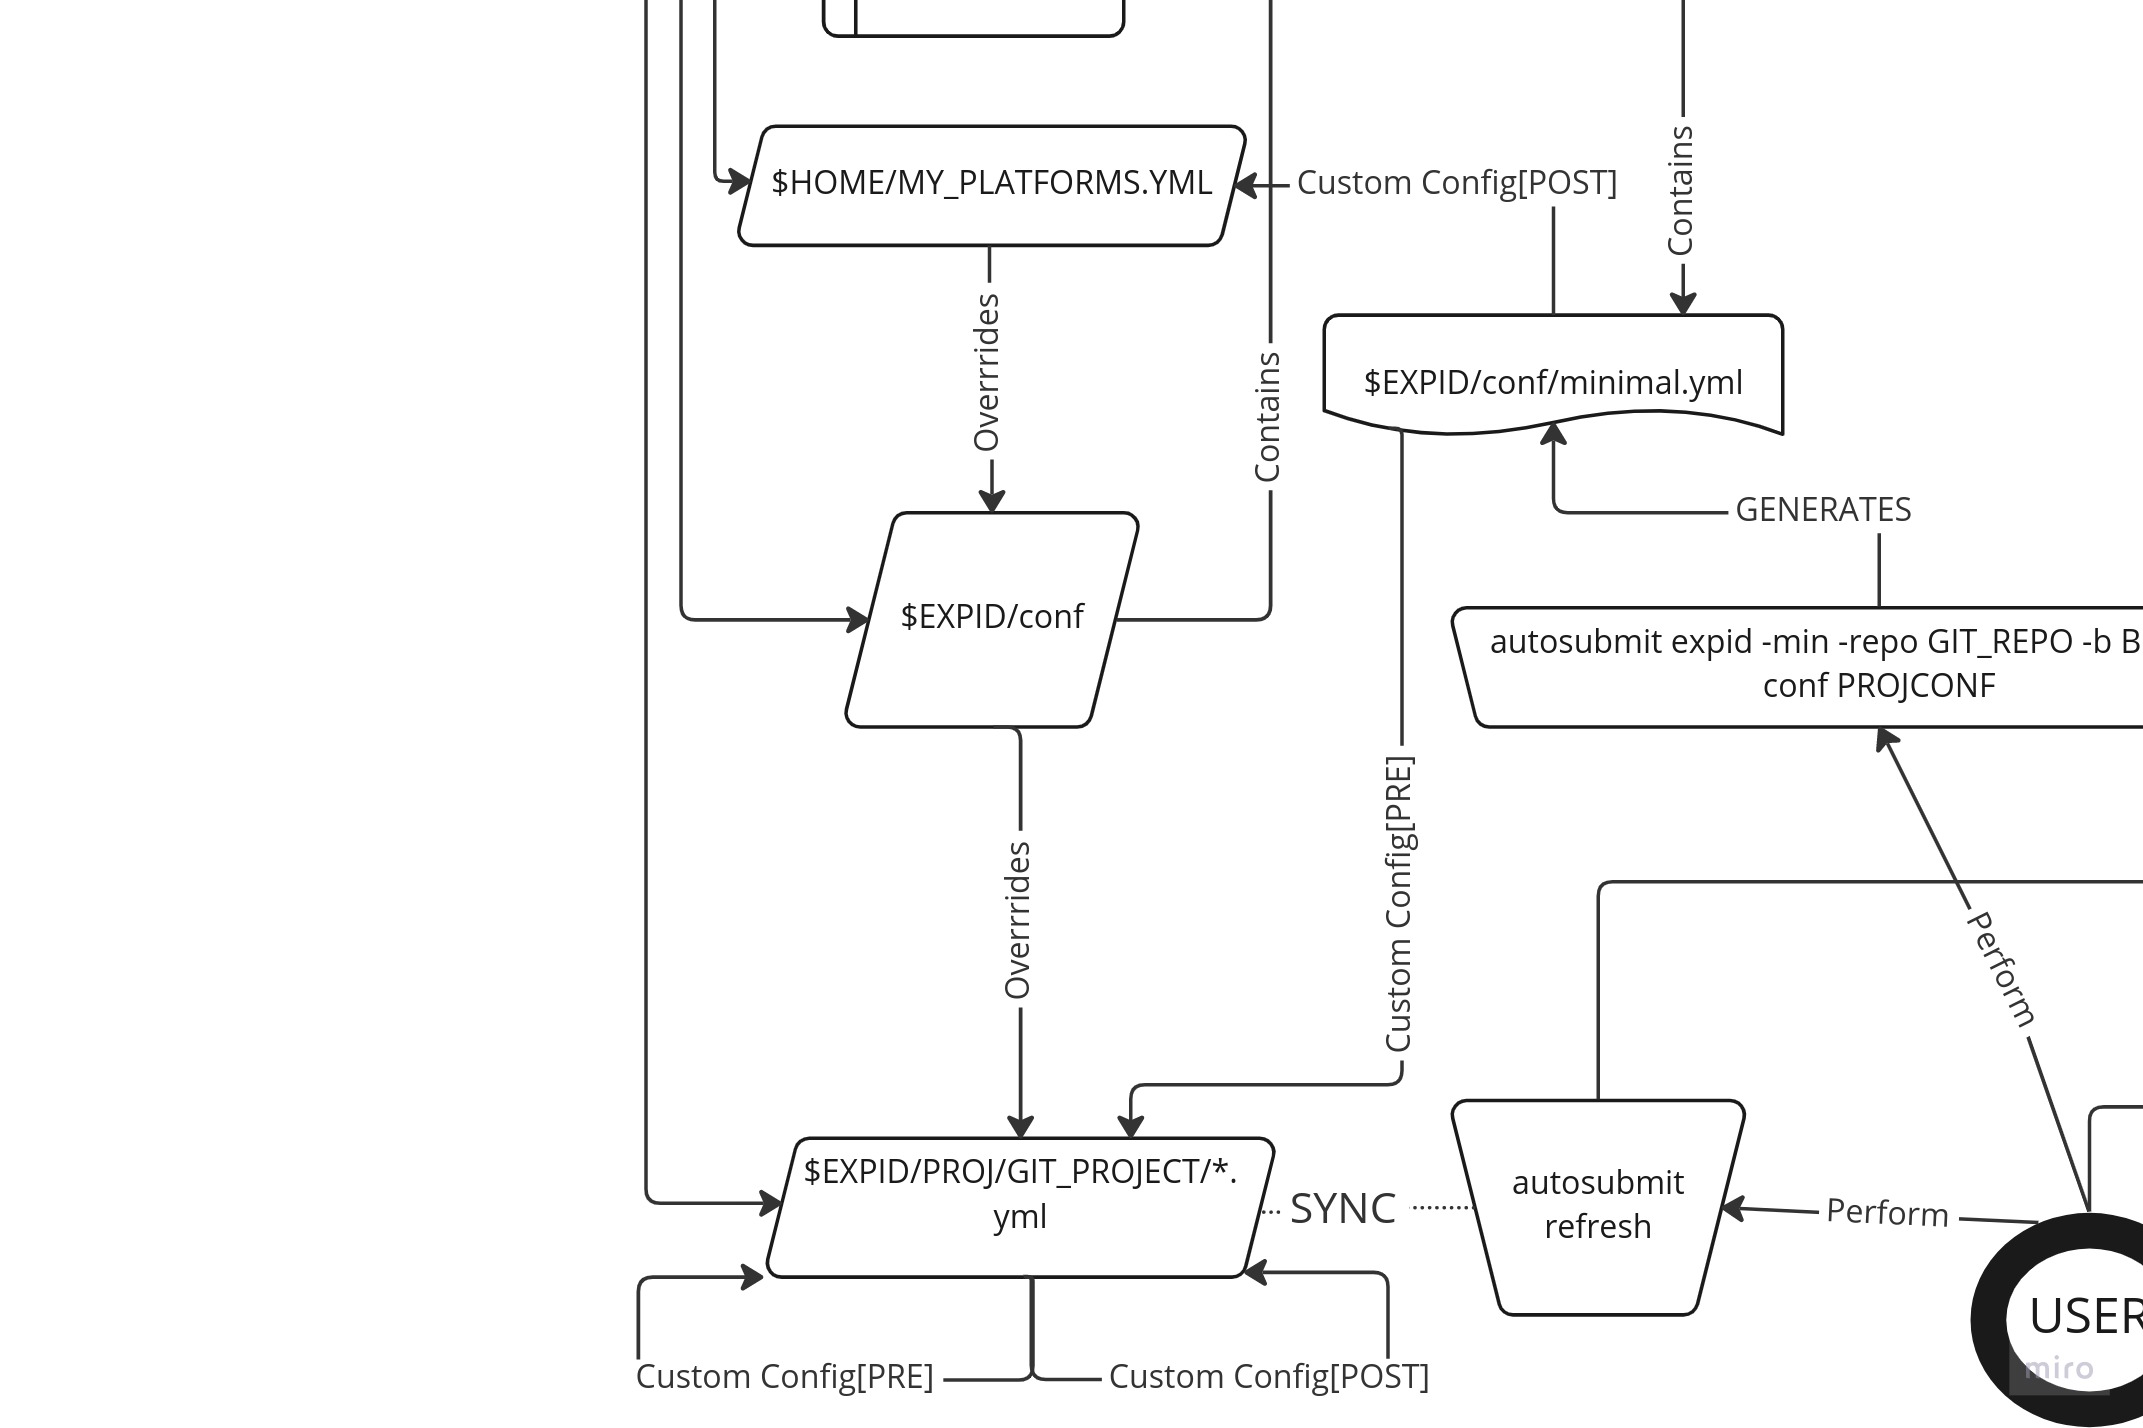 $HOME/MY_PLATFORMS.YML
Custom Config[POST]
Contains
Overrrides
Contains
$EXPID/conf/minimal.yml
GENERATES
$EXPID/conf
autosubmit expid -min -repo GIT_REPO -b B
conf PROJCONF
Overrrides
Custom Config[PRE]
Perform
$EXPID/PROJ/GIT_PROJECT/*.
yml
SYNC
autosubmit
refresh
Perform
USER
Custom Config[PRE]
Custom Config[POST]
miro